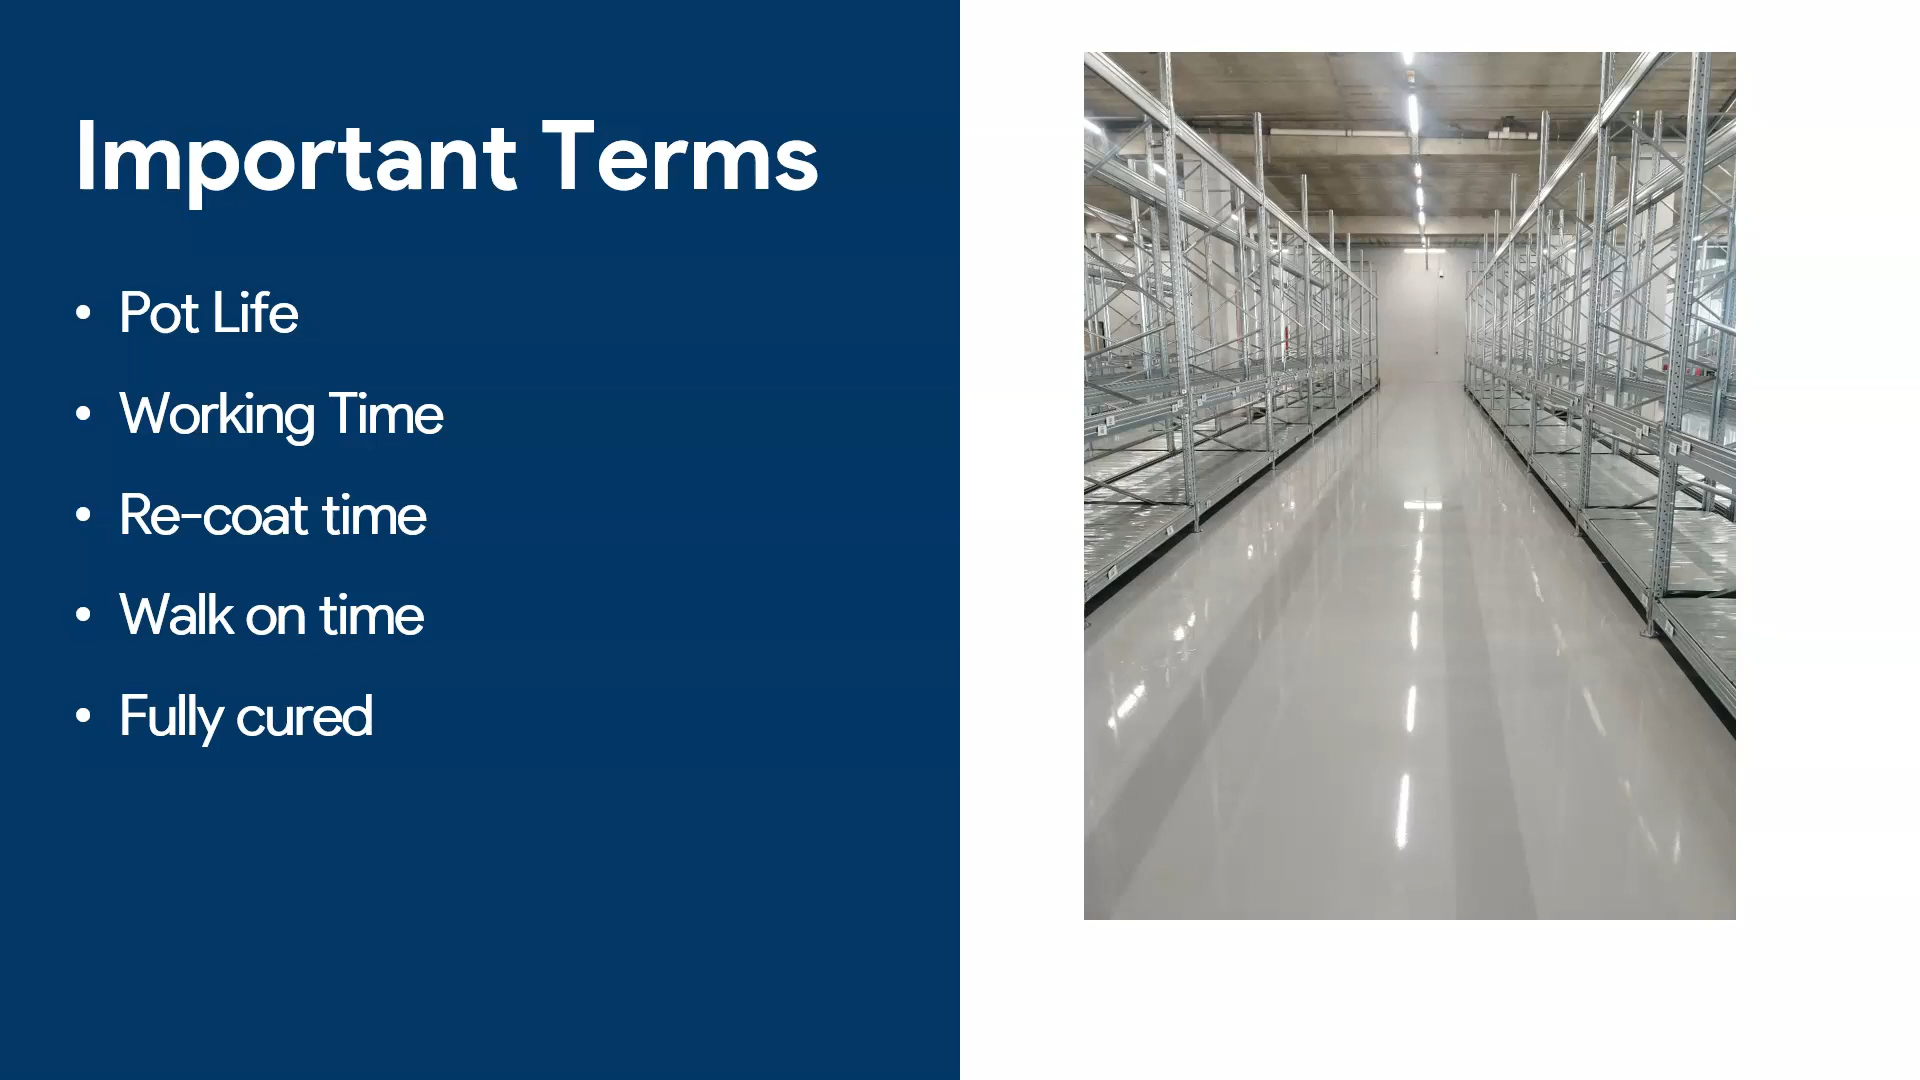 Important Terms
• Pot Life
• Working Time
• Re-coat time
• Walk on time
• Fully cured